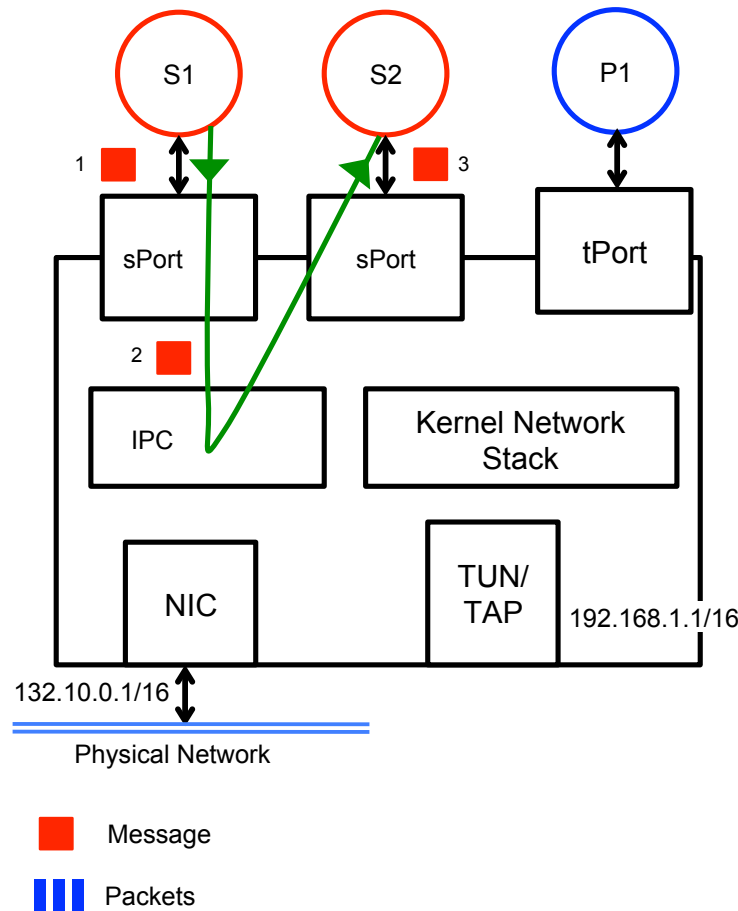 S1
S2
P1
1
3
sPort
sPort
tPort
2
IPC
Kernel Network
Stack
NIC
TUN/
TAP
192.168.1.1/16
132.10.0.1/16
Physical Network
Message
Packets